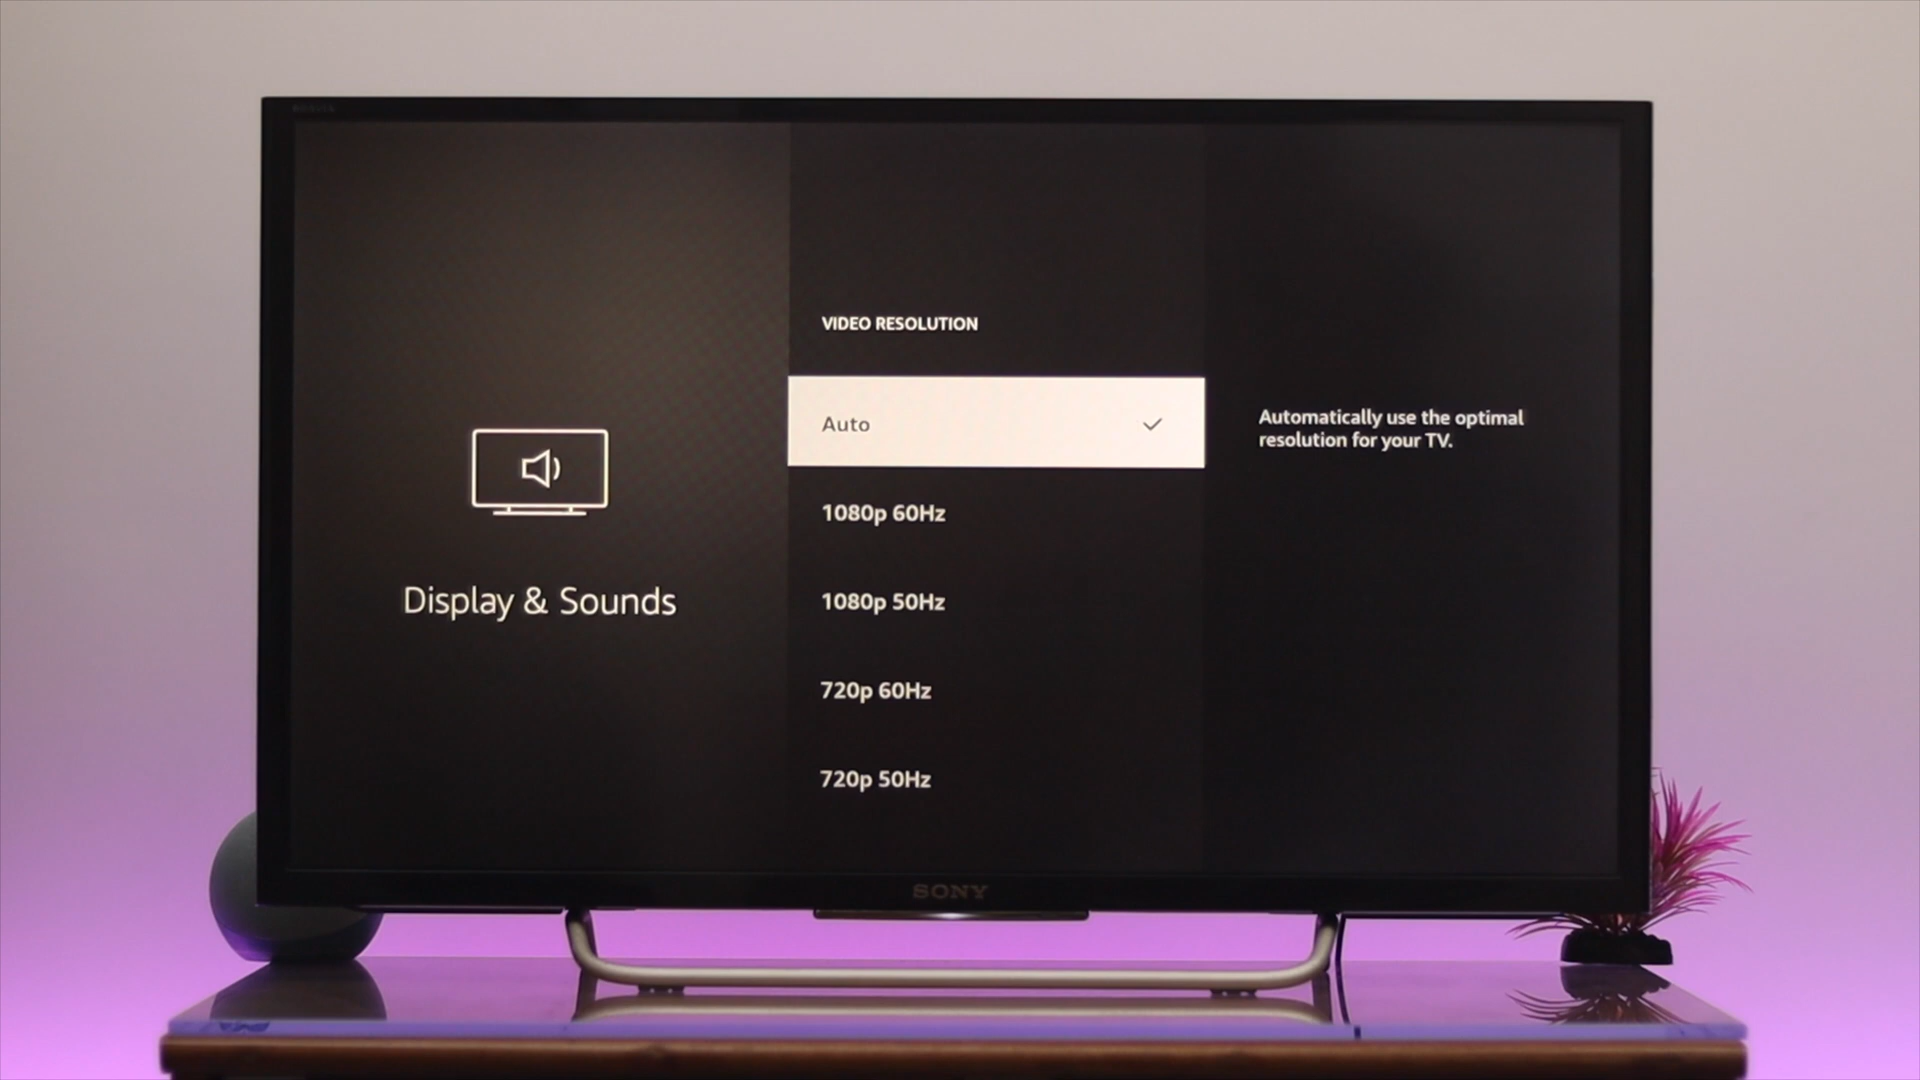 VIDEO RESOLUTION
Auto
Automatically use the optimal
resolution for your TV.
1080p 60Hz
1080p 50Hz
Display & Sounds
720p 60Hz
720p 50Hz
SONY